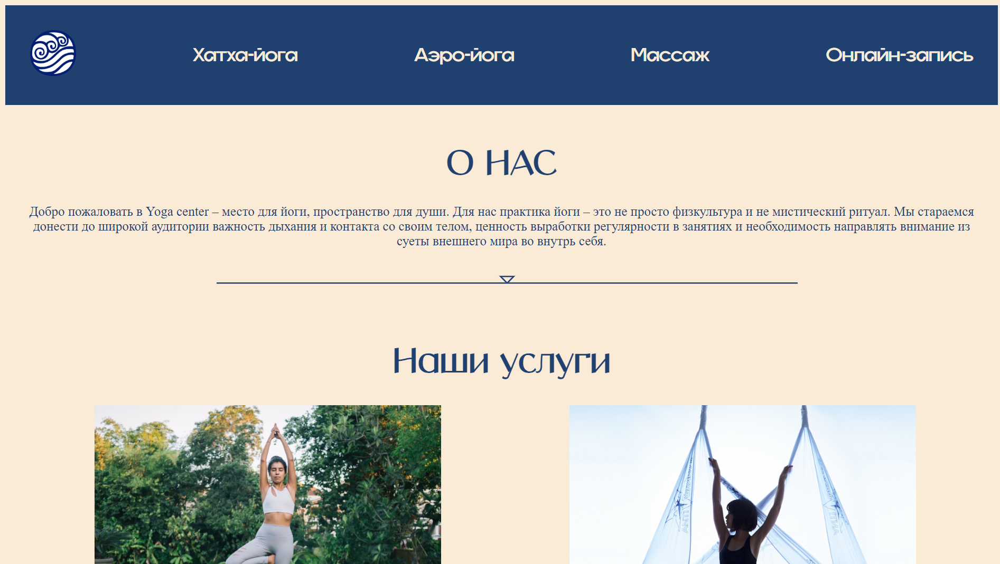 Хатха-йога Аэро-йога Массаж Онлайн-запись
О НАС
Добро пожаловать в Yoga center – место для йоги, пространство для души. Для нас практика йоги – это не просто физкультура и не мистический ритуал. Мы стараемся
донести до широкой аудитории важность дыхания и контакта со своим телом, ценность выработки регулярности в занятиях и необходимость направлять внимание из
суеты внешнего мира во внутрь себя.
Наши услуги